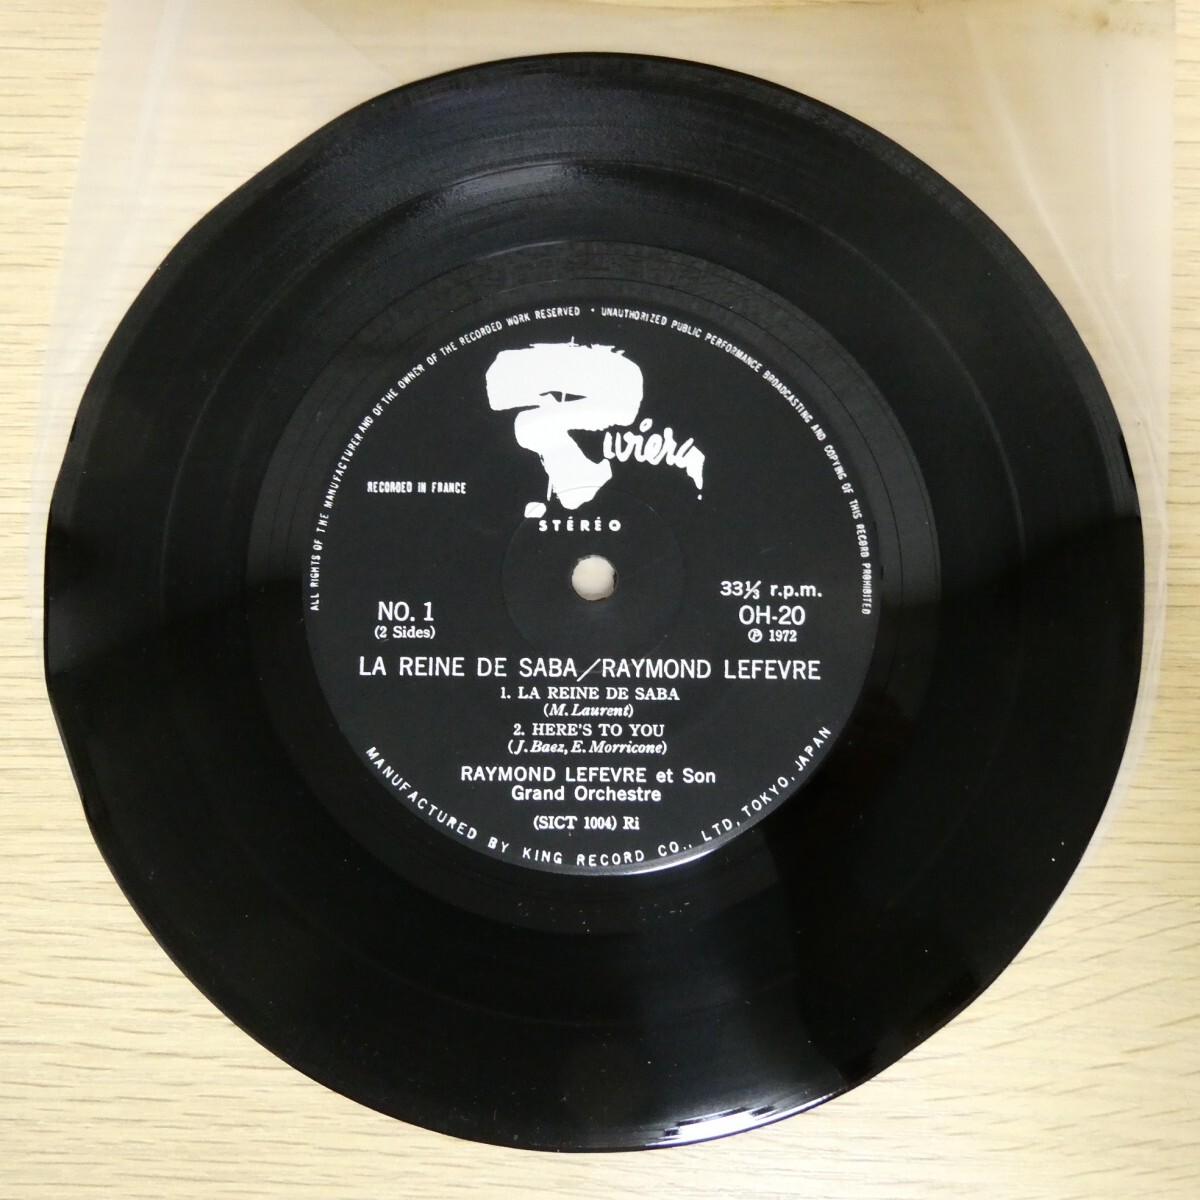 ALL RIGHTS OF THE MANUFACTURER AND OF THE OWNER OF THE RECORDED WORK RESERVED • UNAUTHORIZED PUBLIC PERFORMANCE BROADCASTING AND COPYING OF THIS RECORD PROHIBITED
Riviera
STÉRÉO
RECORDED IN FRANCE
33⅓ r.p.m.
NO. 1
(2 Sides)
OH-20
Ⓟ 1972
LA REINE DE SABA/RAYMOND LEFEVRE
1. LA REINE DE SABA
(M. Laurent)
2. HERE'S TO YOU
(J. Baez, E. Morricone)
RAYMOND LEFEVRE et Son
Grand Orchestre
(SICT 1004) Ri
MANUFACTURED BY KING RECORD CO., LTD, TOKYO, JAPAN